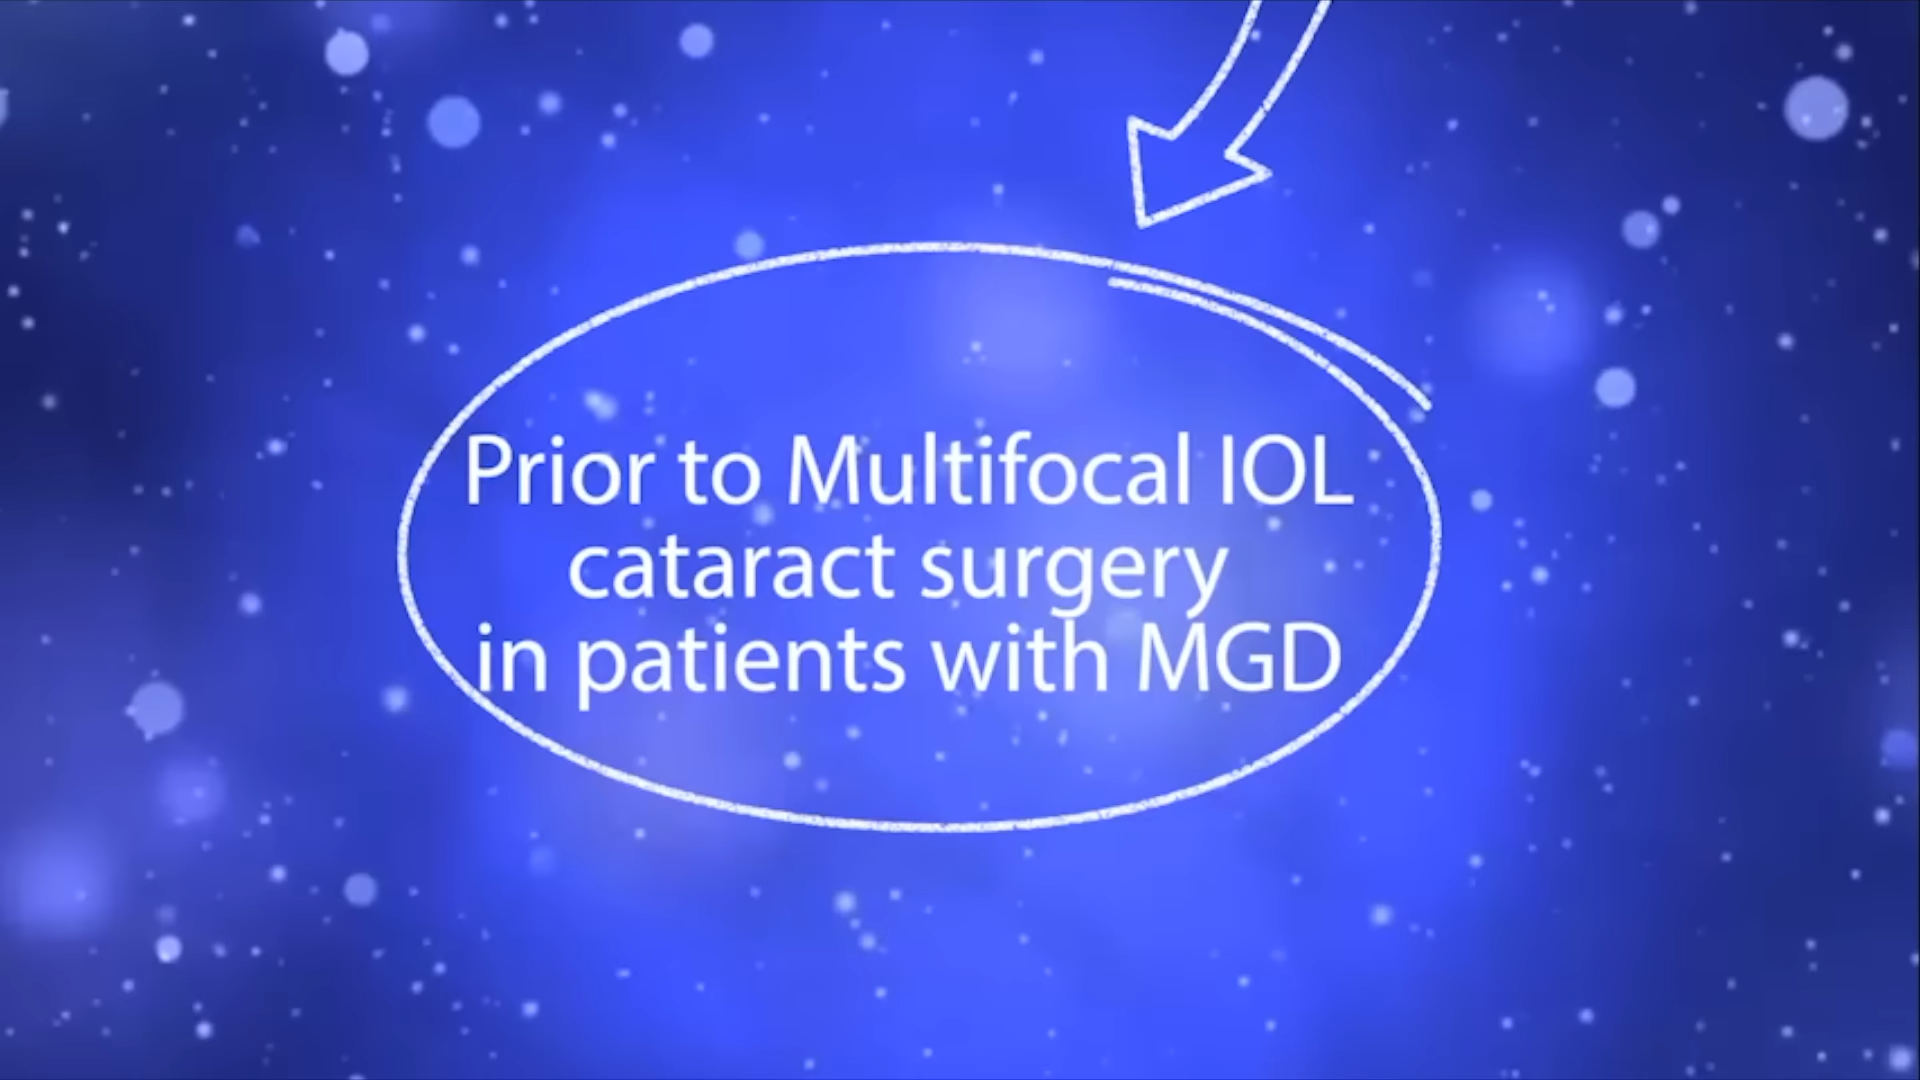 Prior to Multifocal IOL
cataract surgery
in patients with MGD